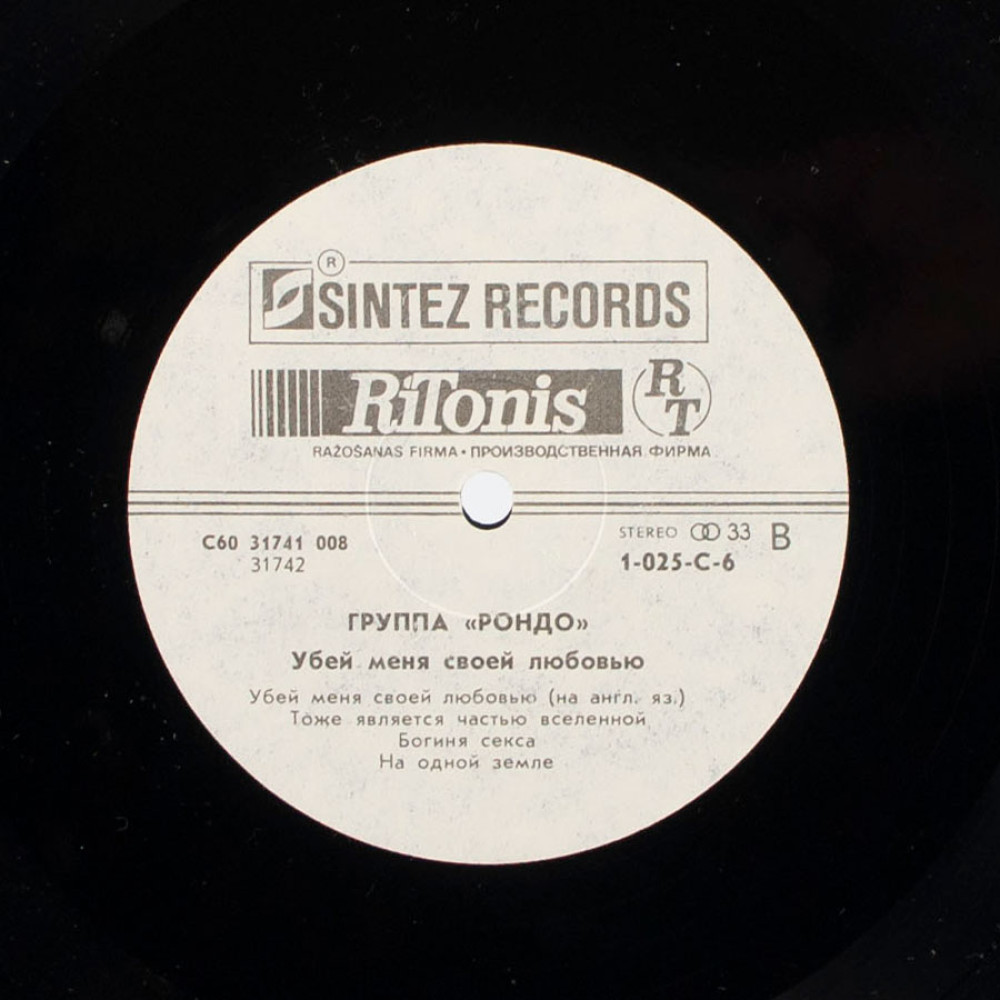 ®
SINTEZ RECORDS
RiTonis RT
RAŽOŠANAS FIRMA • ПРОИЗВОДСТВЕННАЯ ФИРМА
С60 31741 008
31742
STEREO 33 B
1-025-C-6
ГРУППА «РОНДО»
Убей меня своей любовью
Убей меня своей любовью (на англ. яз.)
Тоже является частью вселенной
Богиня секса
На одной земле